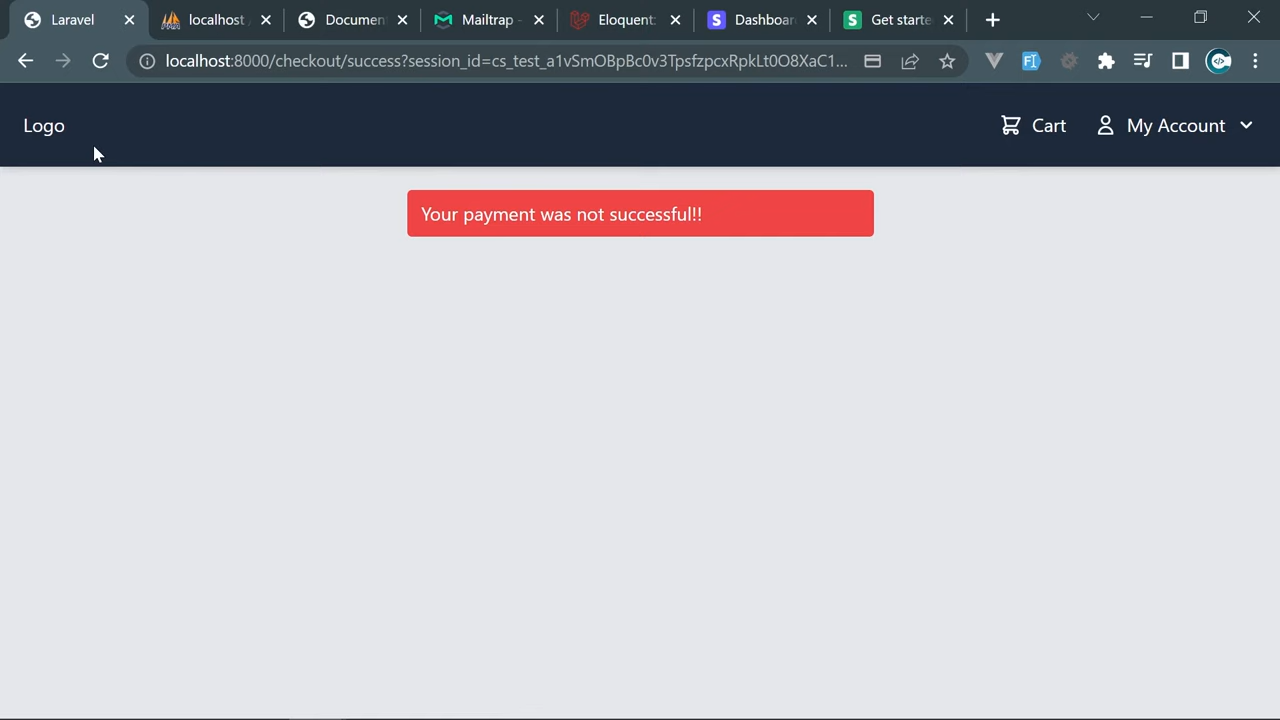 Laravel
localhost
Documen
Mailtrap -
Eloquent:
Dashboar
Get starte
localhost:8000/checkout/success?session_id=cs_test_a1vSmOBpBc0v3TpsfzpcxRpkLt0O8XaC1...
Logo
Cart
My Account
Your payment was not successful!!